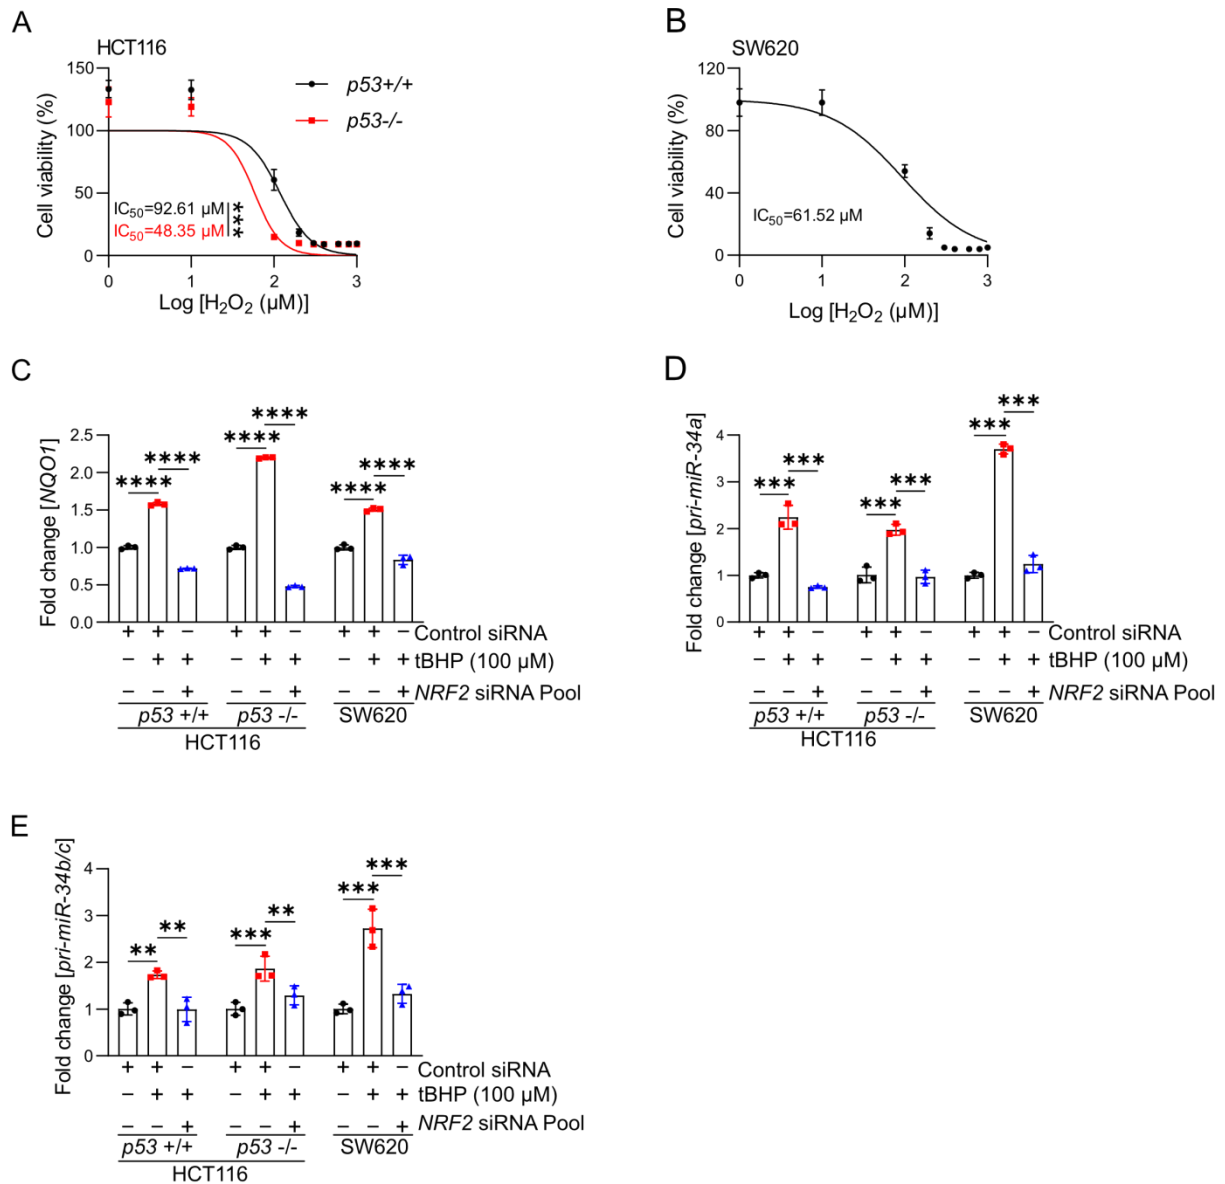 A
HCT116
150
100
50
0
Cell viability (%)
p53+/+
p53-/-
IC50=92.61 µM
IC50=48.35 µM
***
0 1 2 3
Log [H2O2 (µM)]
B
SW620
120
80
40
0
Cell viability (%)
IC50=61.52 µM
0 1 2 3
Log [H2O2 (µM)]
C
Fold change [NQO1]
2.5
2.0
1.5
1.0
0.5
0.0
**** **** **** **** **** ****
+ + − + + − + + − Control siRNA
− + + − + + − + + tBHP (100 µM)
− − + − − + − − + NRF2 siRNA Pool
p53 +/+ p53 -/- SW620
HCT116
D
Fold change [pri-miR-34a]
4
3
2
1
0
*** *** *** *** *** ***
+ + − + + − + + − Control siRNA
− + + − + + − + + tBHP (100 µM)
− − + − − + − − + NRF2 siRNA Pool
p53 +/+ p53 -/- SW620
HCT116
E
Fold change [pri-miR-34b/c]
4
3
2
1
0
** ** *** ** *** ***
+ + − + + − + + − Control siRNA
− + + − + + − + + tBHP (100 µM)
− − + − − + − − + NRF2 siRNA Pool
p53 +/+ p53 -/- SW620
HCT116